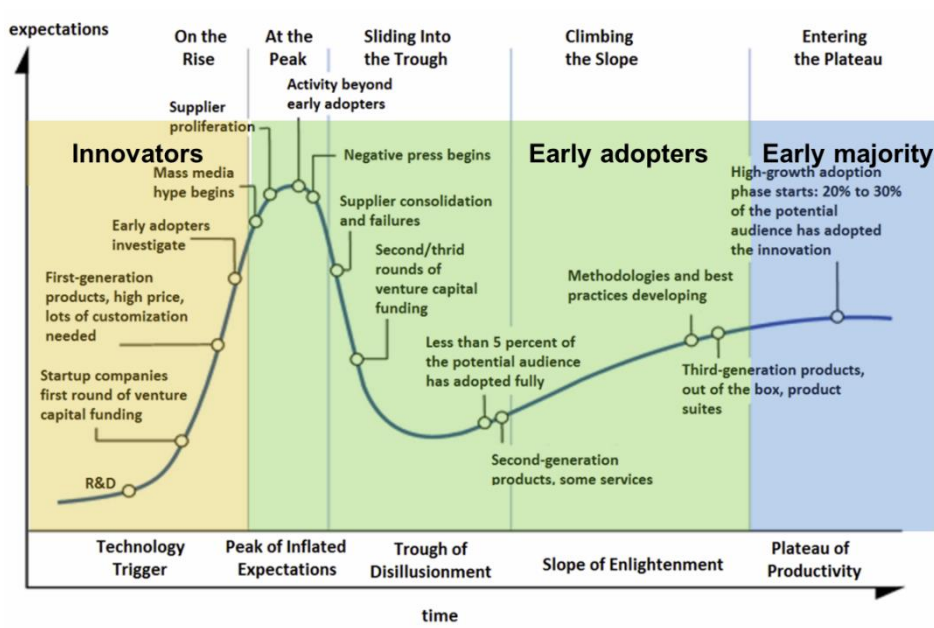 expectations
On the
Rise
At the
Peak
Sliding Into
the Trough
Climbing
the Slope
Entering
the Plateau
Activity beyond
early adopters
Supplier
proliferation
Innovators
Early adopters
Early majority
Negative press begins
Mass media
hype begins
High-growth adoption
phase starts: 20% to 30%
of the potential
audience has adopted
the innovation
Supplier consolidation
and failures
Early adopters
investigate
Second/thrid
rounds of
venture capital
funding
First-generation
products, high price,
lots of customization
needed
Methodologies and best
practices developing
Less than 5 percent of
the potential audience
has adopted fully
Startup companies
first round of venture
capital funding
Third-generation products,
out of the box, product
suites
Second-generation
products, some services
R&D
Technology
Trigger
Peak of Inflated
Expectations
Trough of
Disillusionment
Slope of Enlightenment
Plateau of
Productivity
time